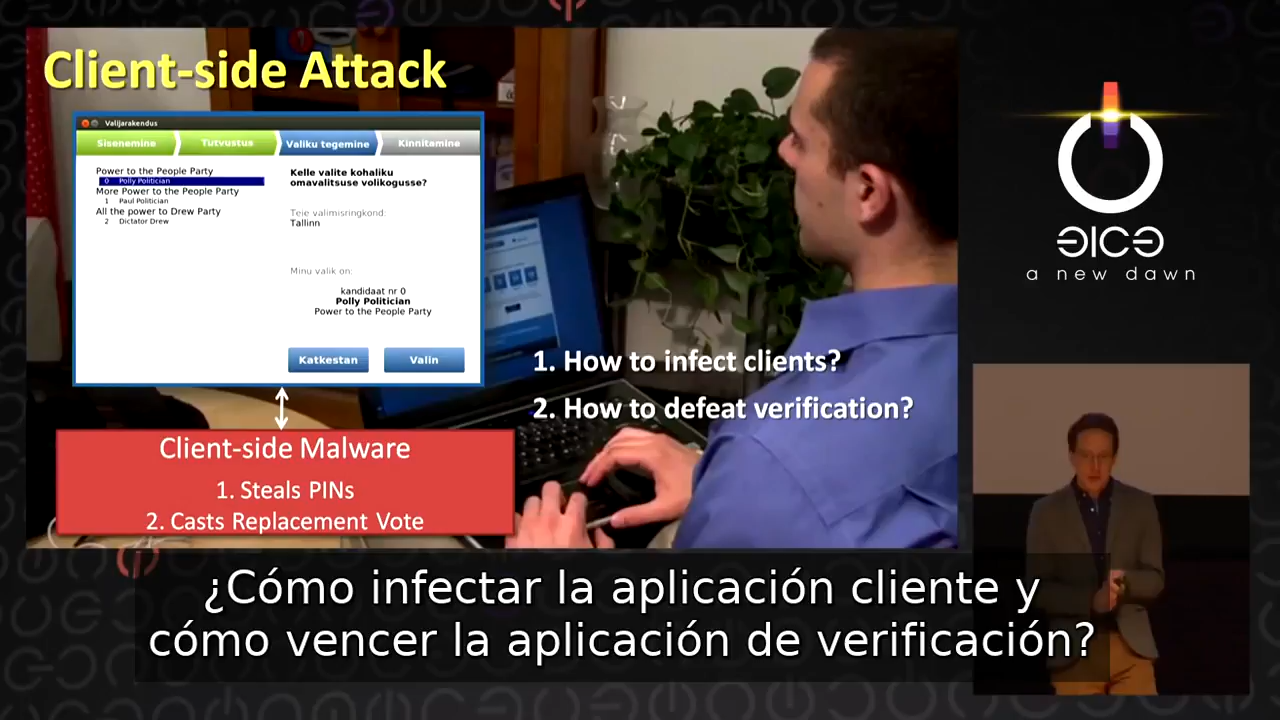 Client-side Attack
Valijarakendus
Sisenemine
Tutvustus
Valiku tegemine
Kinnitamine
Power to the People Party
0 Polly Politician
More Power to the People Party
1 Paul Politician
All the power to Drew Party
2 Dictator Drew
Kelle valite kohaliku
omavalitsuse volikogusse?
Teie valimisringkond:
Tallinn
Minu valik on:
kandidaat nr 0
Polly Politician
Power to the People Party
Katkestan
Valin
1. How to infect clients?
2. How to defeat verification?
Client-side Malware
1. Steals PINs
2. Casts Replacement Vote
a new dawn
¿Cómo infectar la aplicación cliente y
cómo vencer la aplicación de verificación?